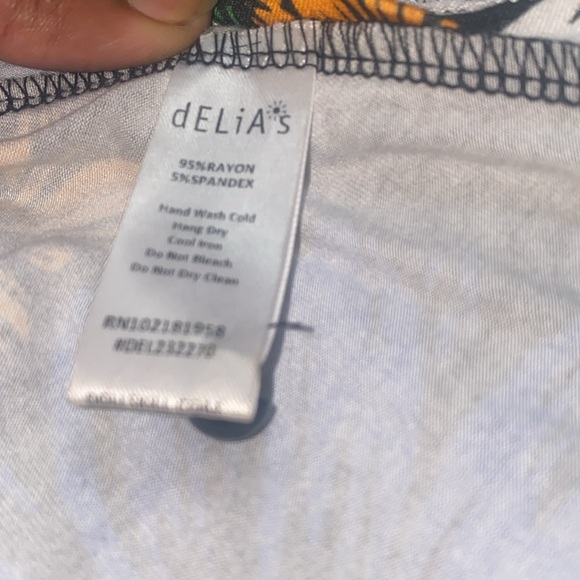 dELiA's
95%RAYON
5%SPANDEX
Hand Wash Cold
Hang Dry
Cool Iron
Do Not Bleach
Do Not Dry Clean
RN102181958
#DEL232270